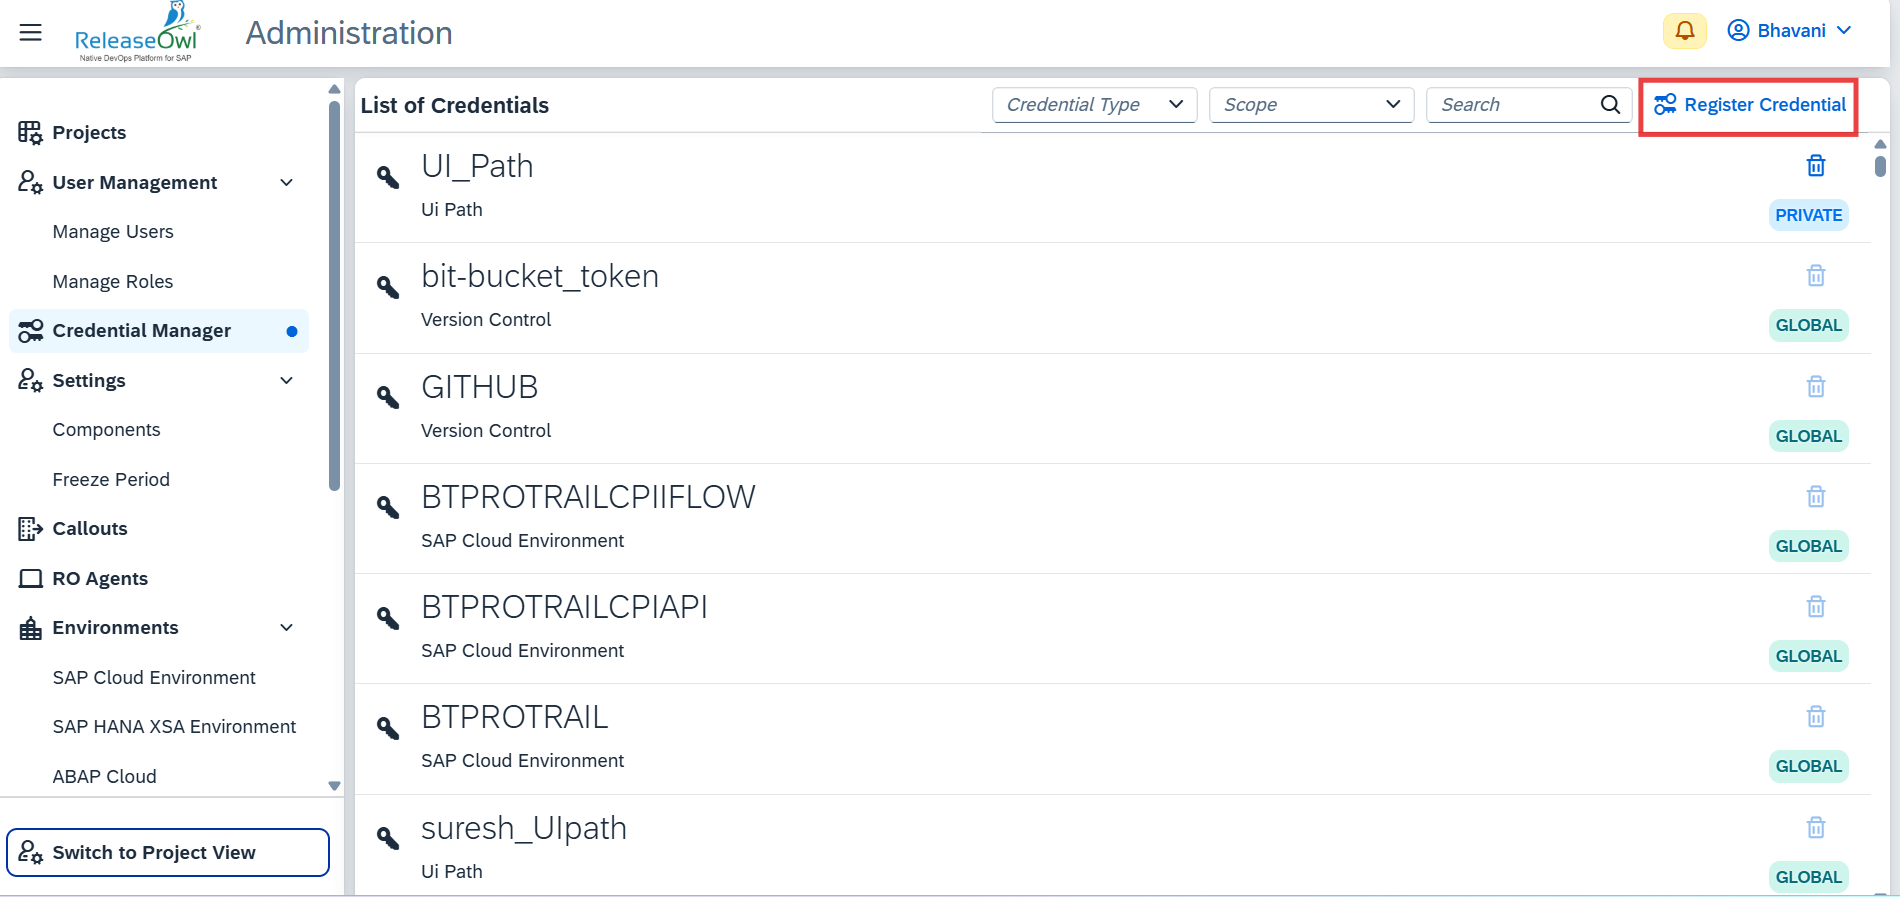 ReleaseOwl
®
Native DevOps Platform for SAP
Administration
Bhavani
Projects
User Management
Manage Users
Manage Roles
Credential Manager
Settings
Components
Freeze Period
Callouts
RO Agents
Environments
SAP Cloud Environment
SAP HANA XSA Environment
ABAP Cloud
Switch to Project View
List of Credentials
Credential Type
Scope
Search
Register Credential
UI_Path
Ui Path
PRIVATE
bit-bucket_token
Version Control
GLOBAL
GITHUB
Version Control
GLOBAL
BTPROTRAILCPIIFLOW
SAP Cloud Environment
GLOBAL
BTPROTRAILCPIAPI
SAP Cloud Environment
GLOBAL
BTPROTRAIL
SAP Cloud Environment
GLOBAL
suresh_UIpath
Ui Path
GLOBAL